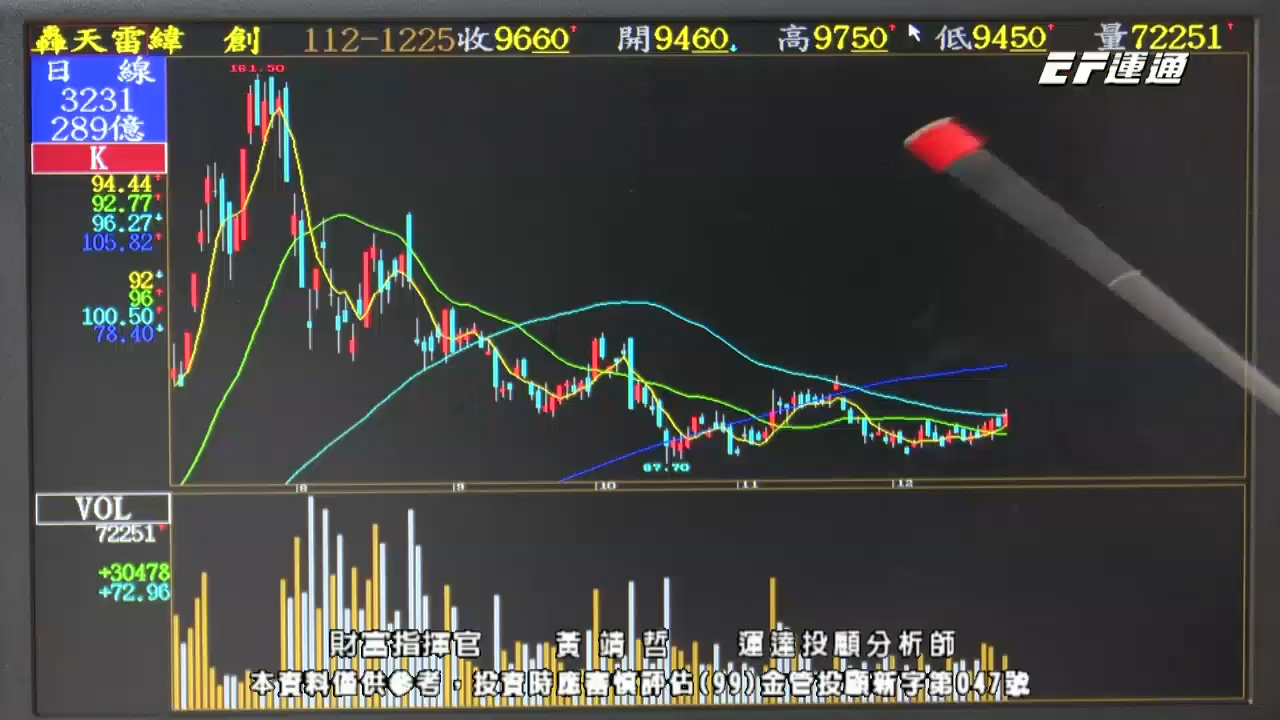 轟天雷緯 創 112-1225收9660 開9460 高9750 低9450 量72251
EF運通
日 線
3231
289億
K
94.44
92.77
96.27
105.82
92
96
100.50
78.40
161.50
67.70
8 9 10 11 12
VOL
72251
+30478
+72.96
財富指揮官 黃靖哲 運達投顧分析師
本資料僅供參考，投資時應審慎評估(99)金管投顧新字第047號